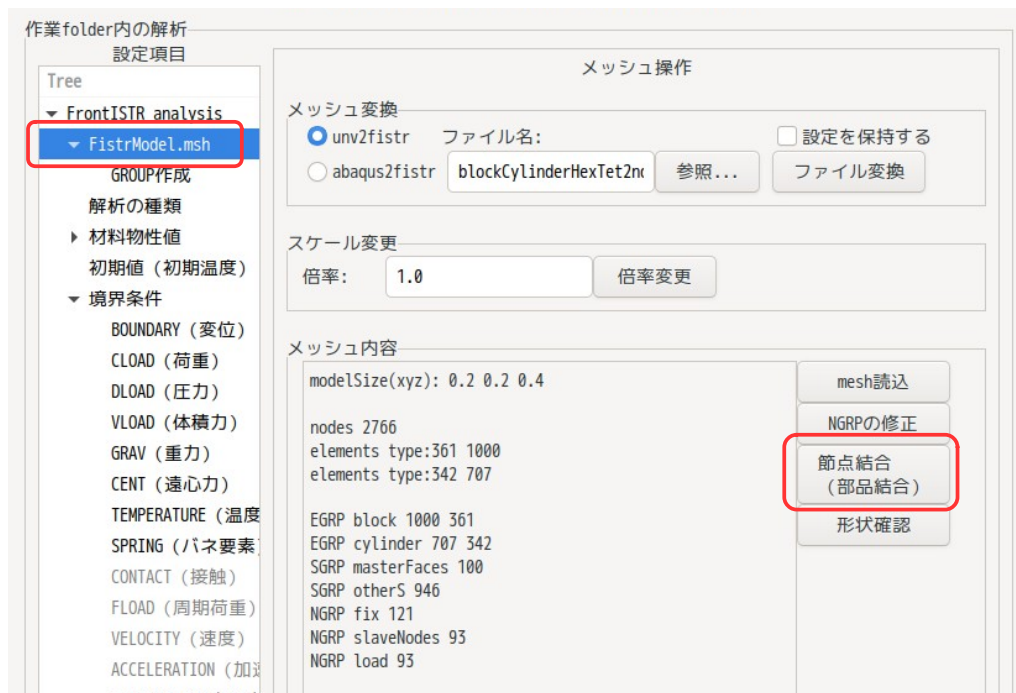 作業folder内の解析
設定項目
Tree
FrontISTR analysis
FistrModel.msh
GROUP作成
解析の種類
材料物性値
初期値（初期温度）
境界条件
BOUNDARY（変位）
CLOAD（荷重）
DLOAD（圧力）
VLOAD（体積力）
GRAV（重力）
CENT（遠心力）
TEMPERATURE（温度
SPRING（バネ要素）
CONTACT（接触）
FLOAD（周期荷重）
VELOCITY（速度）
ACCELERATION（加速
メッシュ操作
メッシュ変換
unv2fistr ファイル名: 設定を保持する
abaqus2fistr blockCylinderHexTet2nd 参照... ファイル変換
スケール変更
倍率: 1.0 倍率変更
メッシュ内容
modelSize(xyz): 0.2 0.2 0.4
nodes 2766
elements type:361 1000
elements type:342 707
EGRP block 1000 361
EGRP cylinder 707 342
SGRP masterFaces 100
SGRP otherS 946
NGRP fix 121
NGRP slaveNodes 93
NGRP load 93
mesh読込
NGRPの修正
節点結合
（部品結合）
形状確認